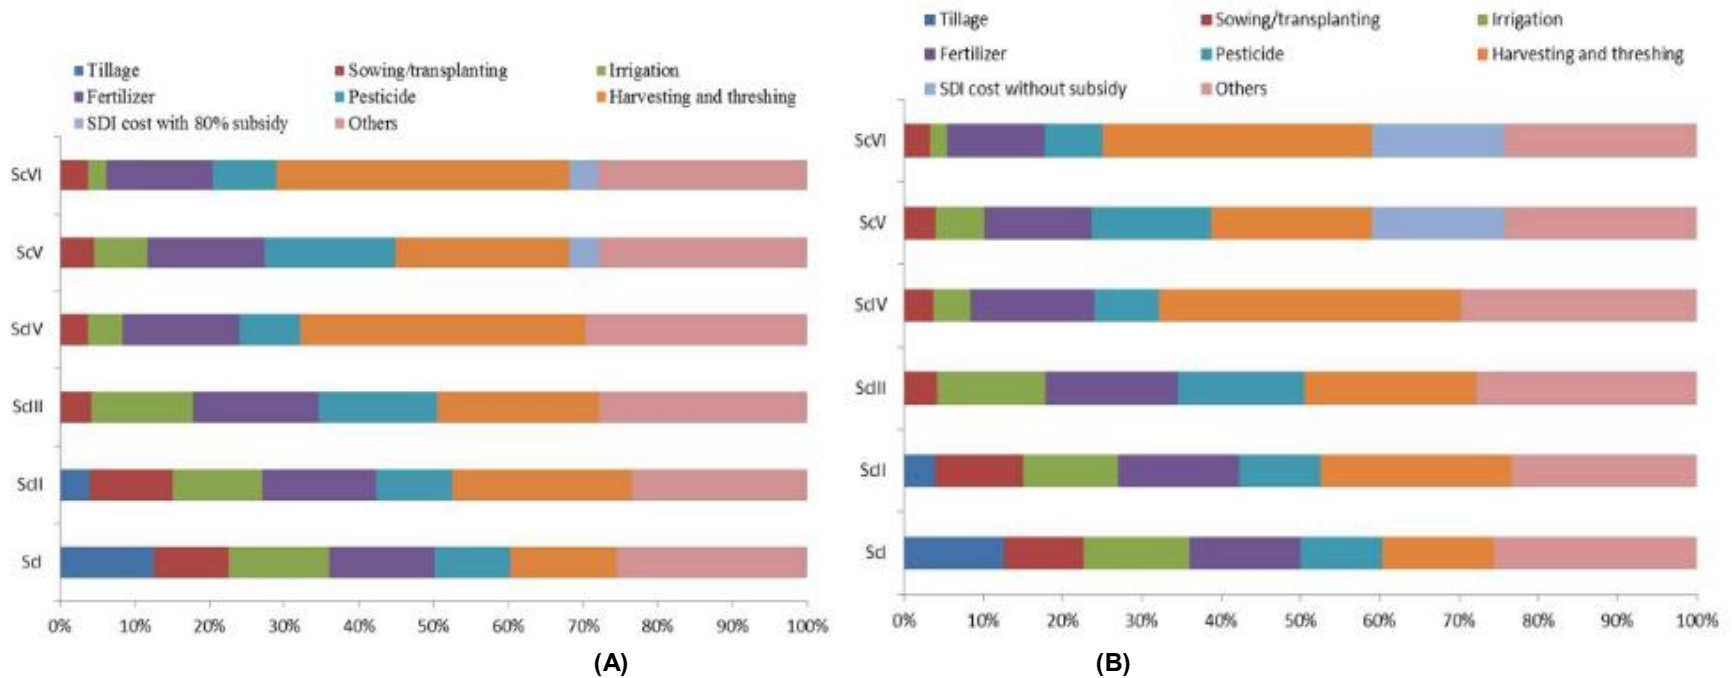 Tillage Sowing/transplanting Irrigation
Fertilizer Pesticide Harvesting and threshing
SDI cost with 80% subsidy Others
ScVI
ScV
ScIV
ScIII
ScII
ScI
0% 10% 20% 30% 40% 50% 60% 70% 80% 90% 100%
(A)
Tillage Sowing/transplanting Irrigation
Fertilizer Pesticide Harvesting and threshing
SDI cost without subsidy Others
ScVI
ScV
ScIV
ScIII
ScII
ScI
0% 10% 20% 30% 40% 50% 60% 70% 80% 90% 100%
(B)